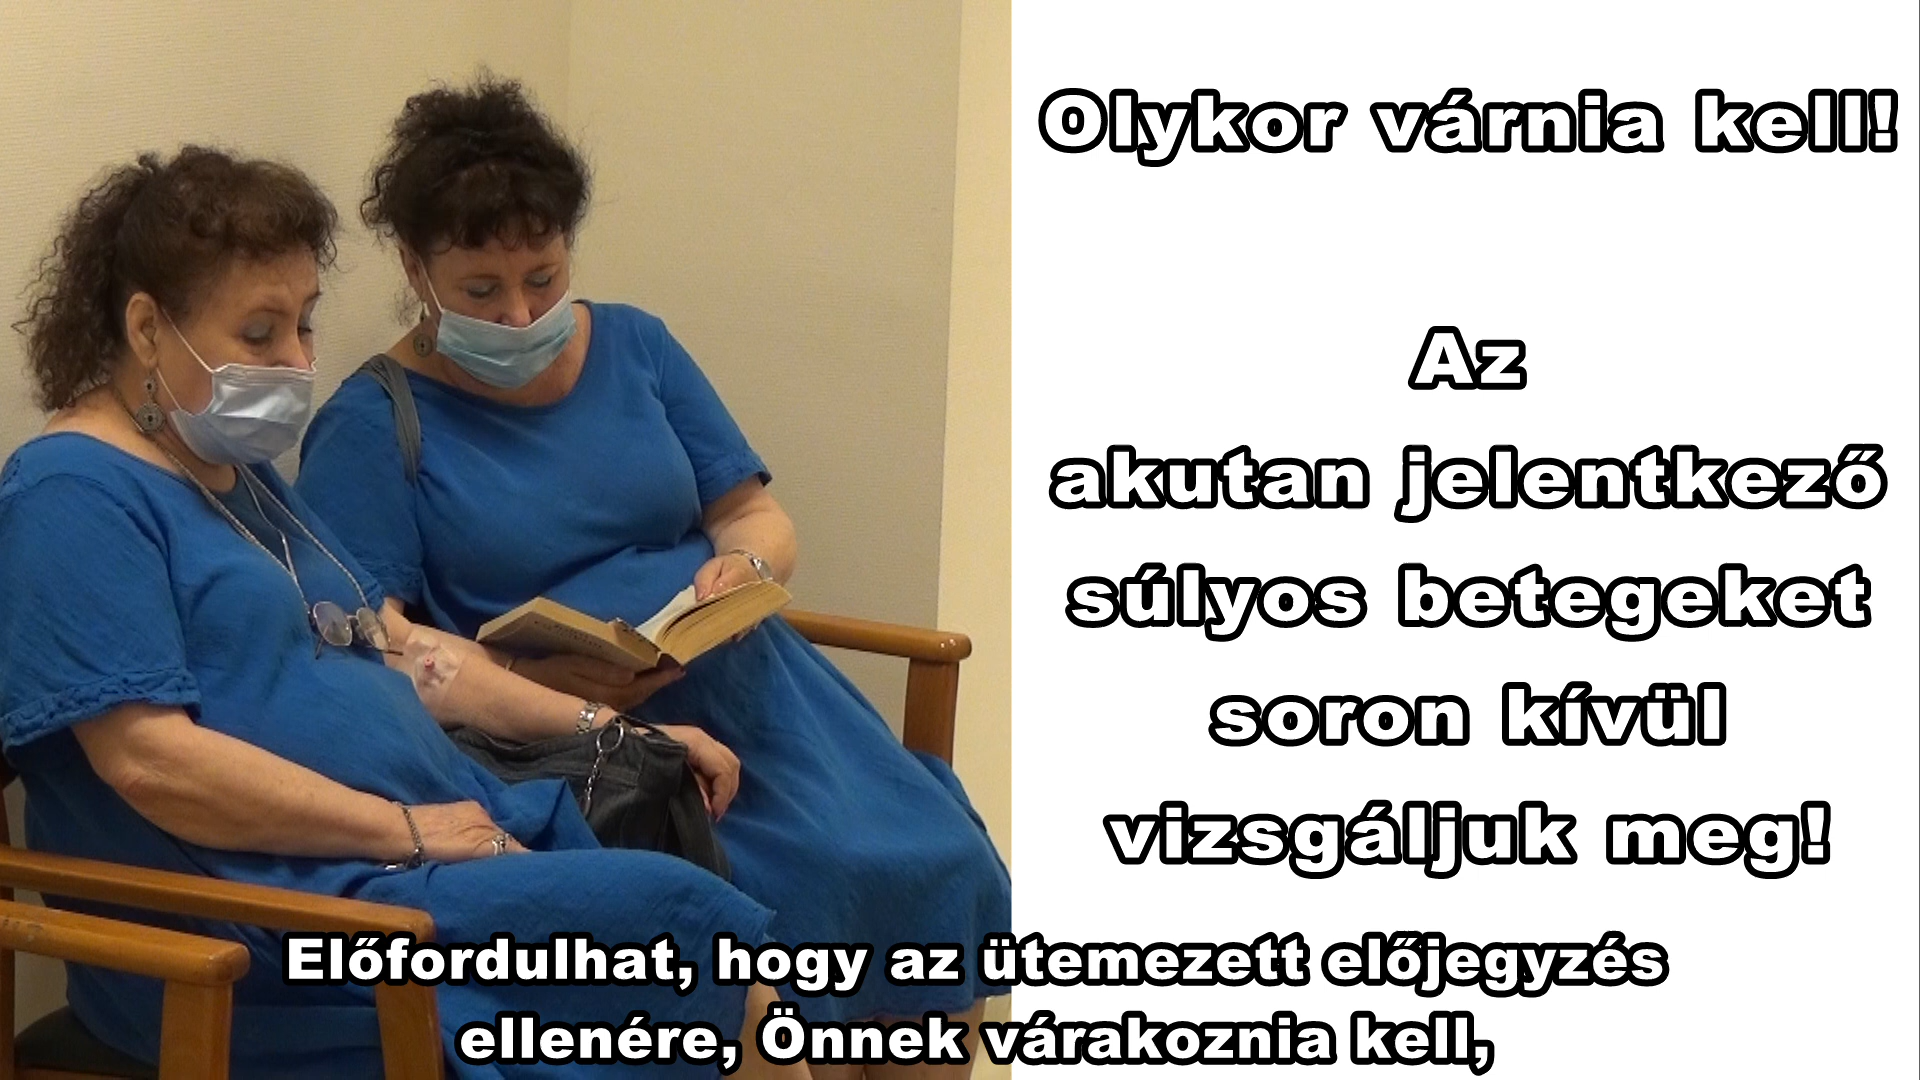 Olykor várnia kell!
Az
akutan jelentkező
súlyos betegeket
soron kívül
vizsgáljuk meg!
Előfordulhat, hogy az ütemezett előjegyzés
ellenére, Önnek várakoznia kell,